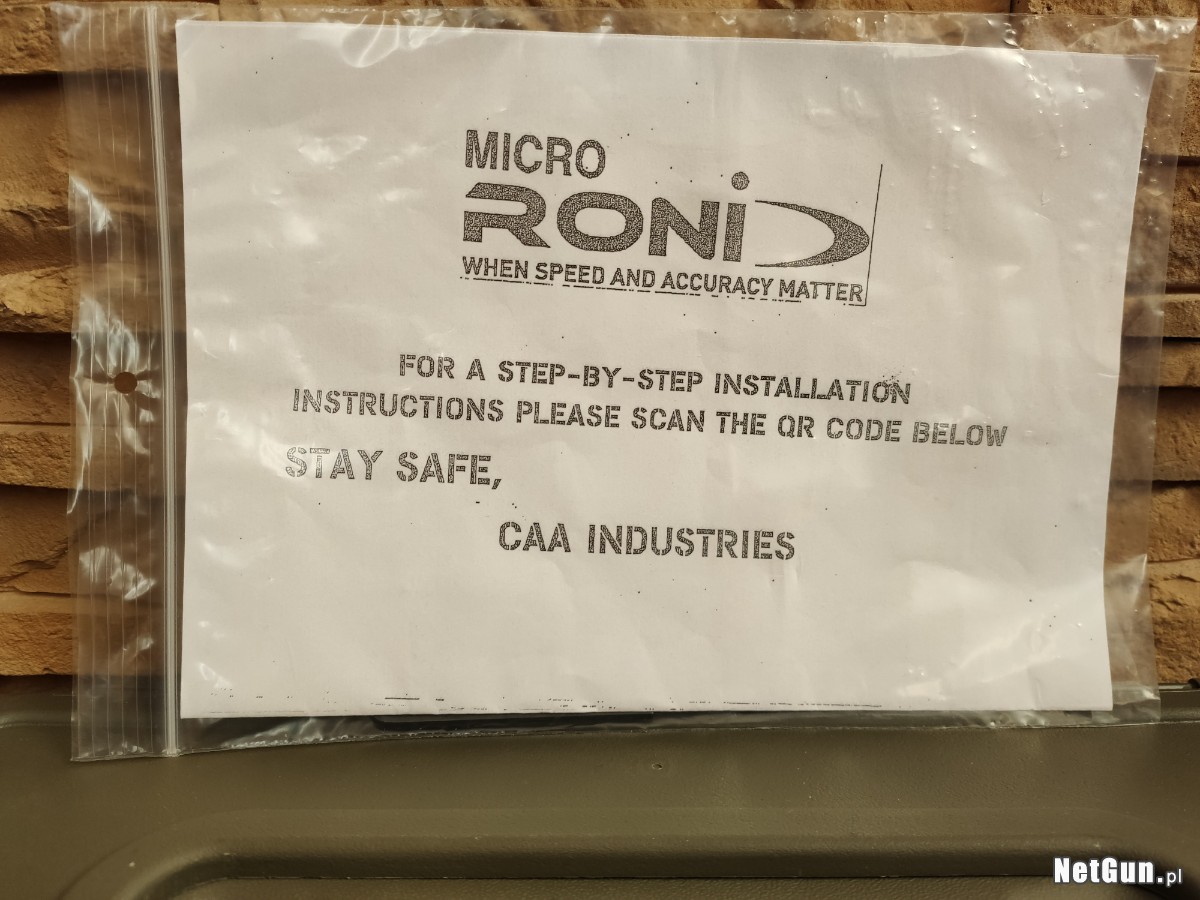 MICRO
RONi
WHEN SPEED AND ACCURACY MATTER
FOR A STEP-BY-STEP INSTALLATION
INSTRUCTIONS PLEASE SCAN THE QR CODE BELOW
STAY SAFE,
CAA INDUSTRIES
NetGun.pl